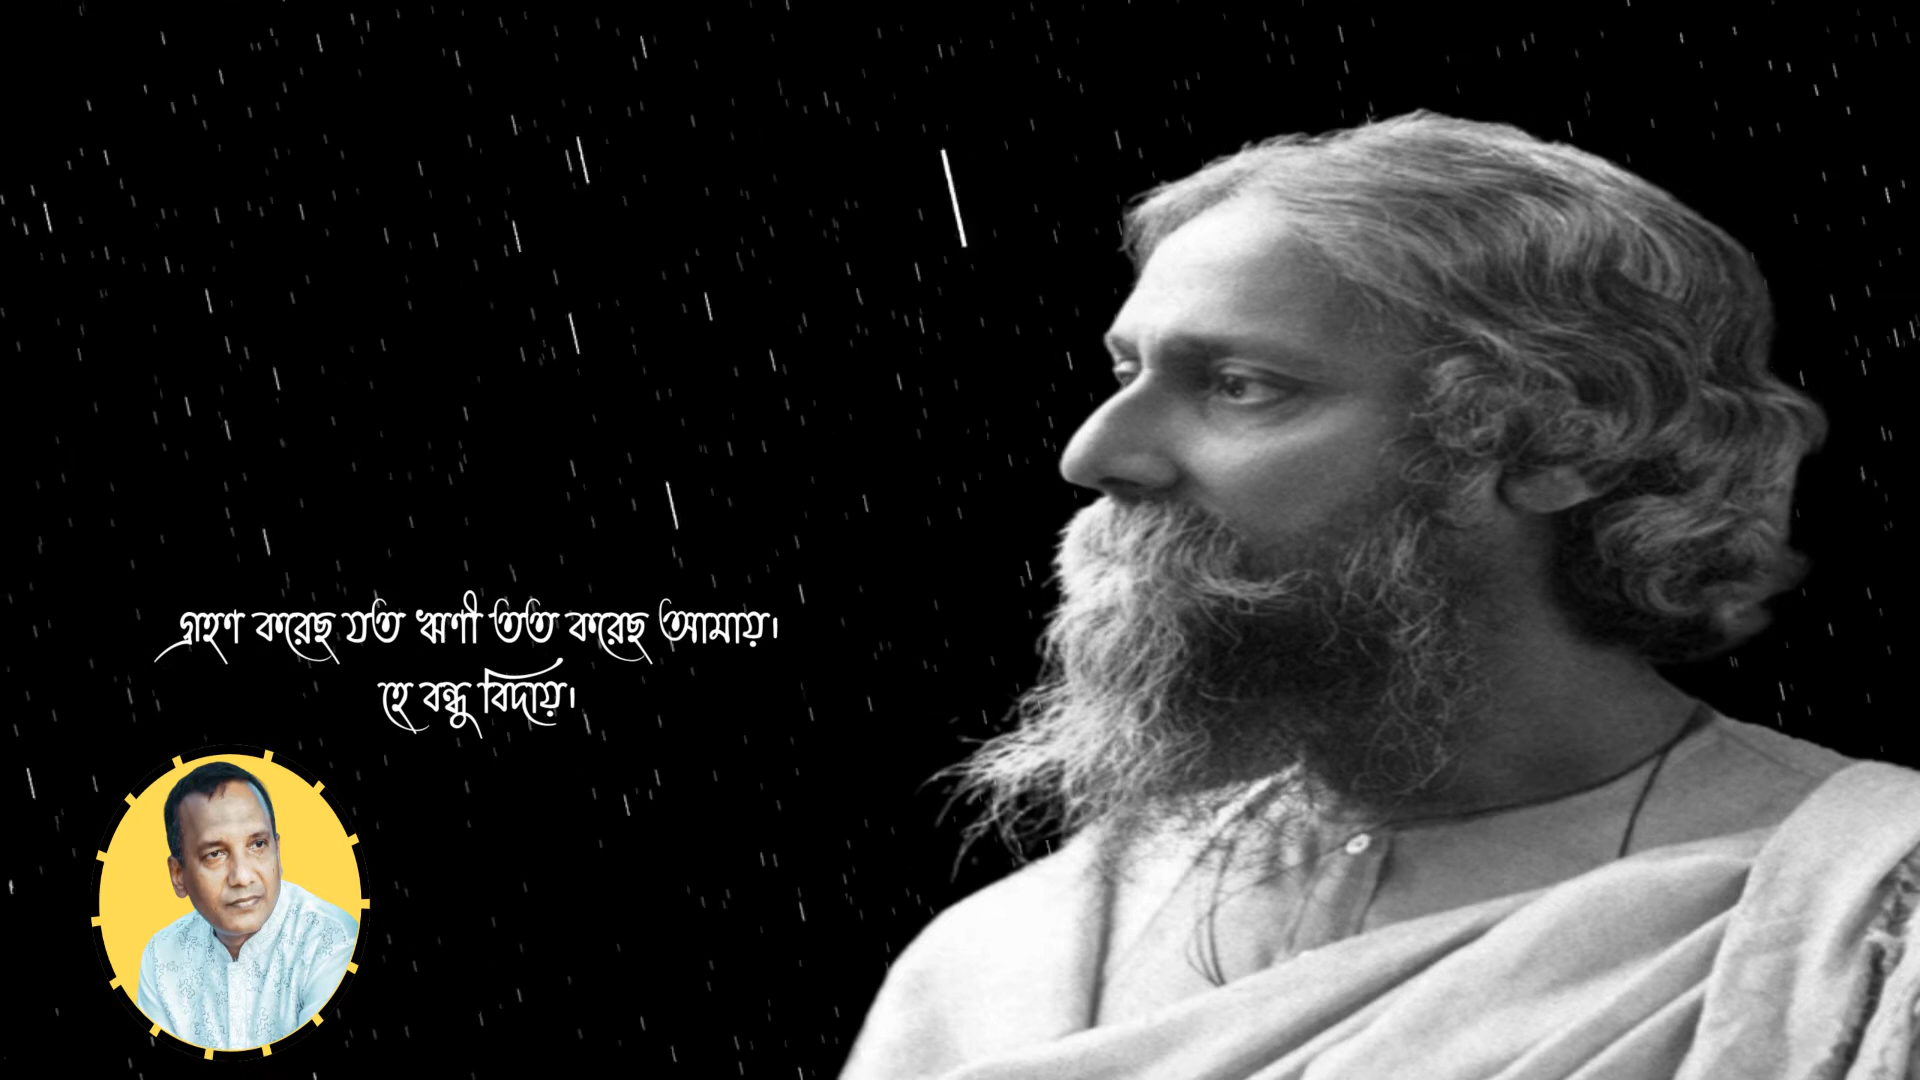 গ্রহণ করেছ যত ঋণী তত করেছ আমায়।
হে বন্ধু বিদায়।